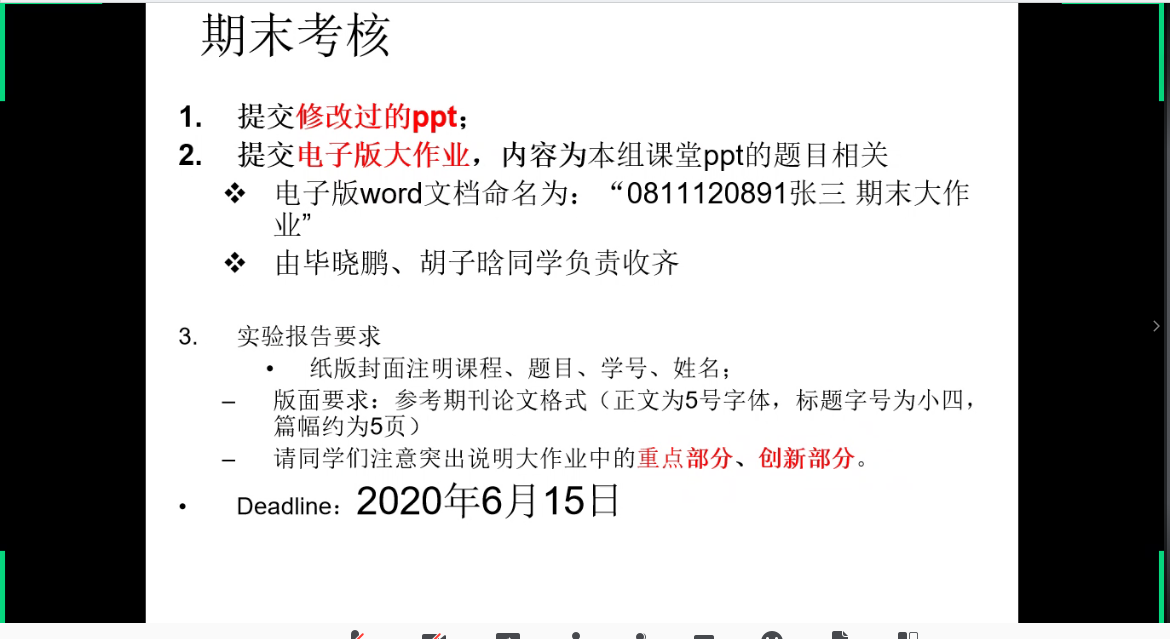 期末考核
1. 提交修改过的ppt；
2. 提交电子版大作业，内容为本组课堂ppt的题目相关
❖ 电子版word文档命名为：“0811120891张三 期末大作
业”
❖ 由毕晓鹏、胡子晗同学负责收齐
3. 实验报告要求
• 纸版封面注明课程、题目、学号、姓名；
– 版面要求：参考期刊论文格式（正文为5号字体，标题字号为小四，
篇幅约为5页）
– 请同学们注意突出说明大作业中的重点部分、创新部分。
• Deadline：2020年6月15日